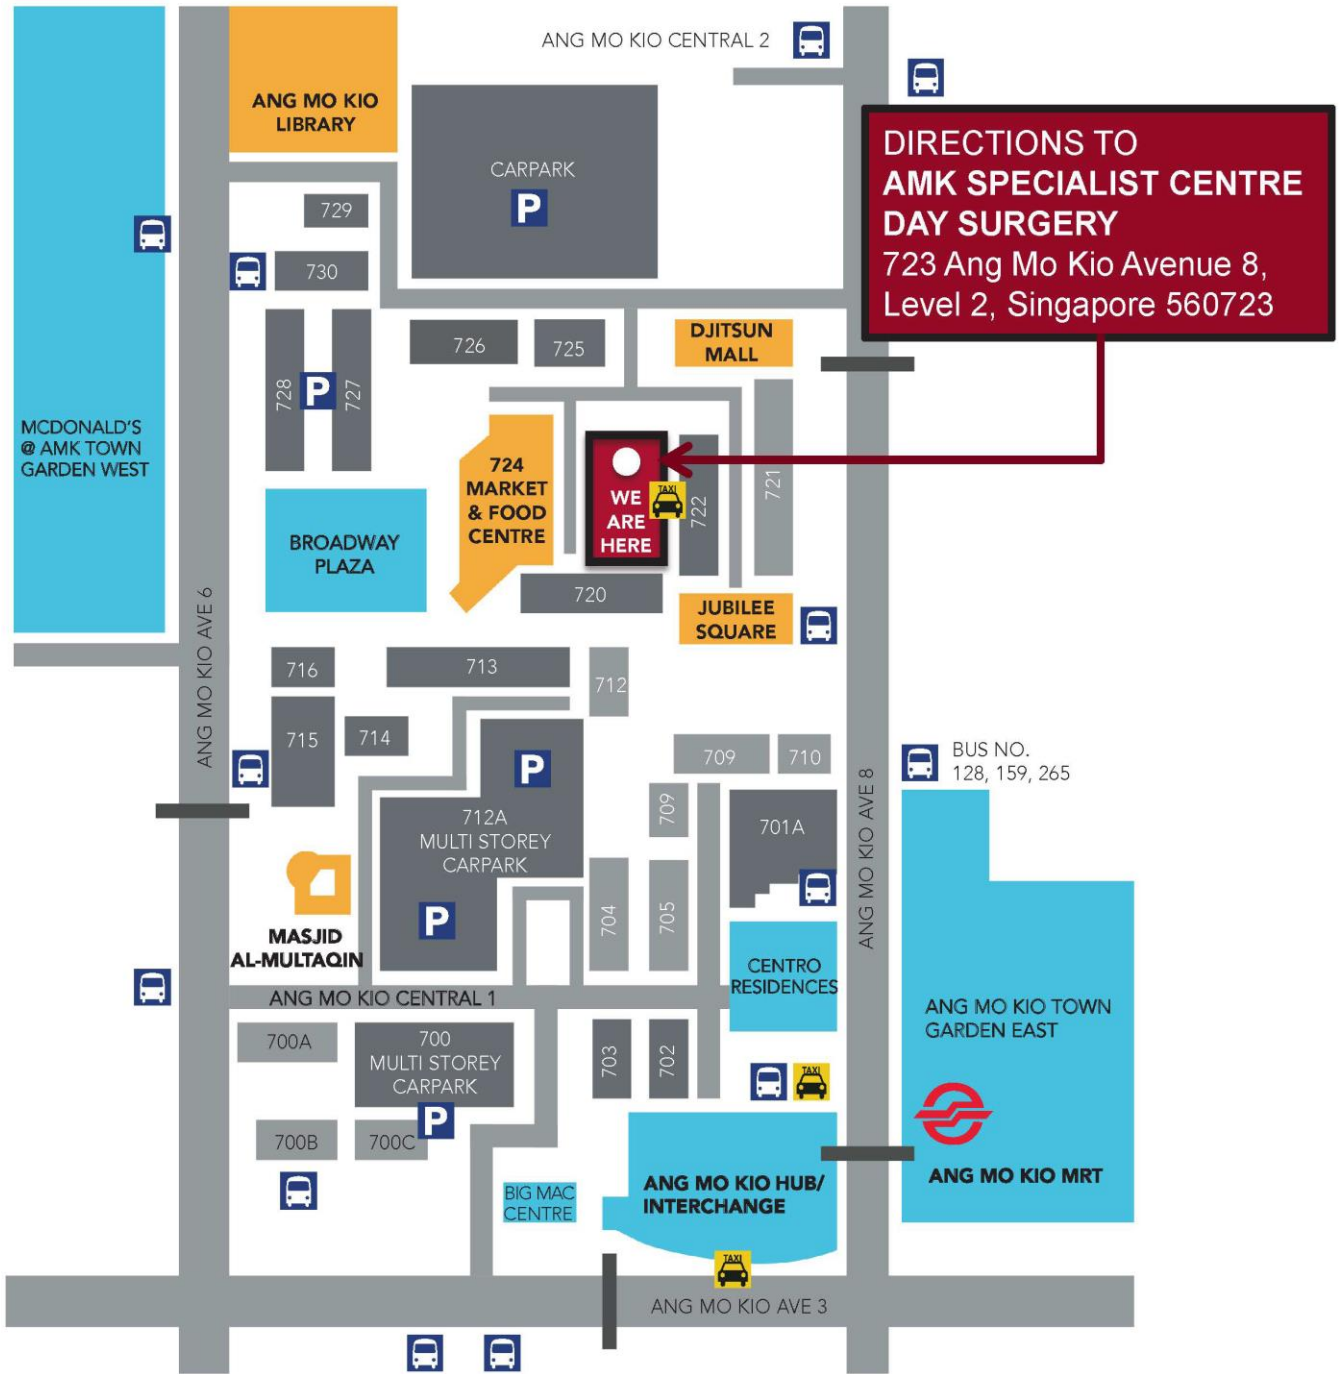 ANG MO KIO CENTRAL 2
ANG MO KIO
LIBRARY
CARPARK
P
DIRECTIONS TO
AMK SPECIALIST CENTRE
DAY SURGERY
723 Ang Mo Kio Avenue 8,
Level 2, Singapore 560723
729
730
726
725
DJITSUN
MALL
728
P
727
MCDONALD'S
@ AMK TOWN
GARDEN WEST
724
MARKET
& FOOD
CENTRE
WE
ARE
HERE
TAXI
722
721
BROADWAY
PLAZA
720
JUBILEE
SQUARE
ANG MO KIO AVE 6
716
713
712
715
714
P
709
710
BUS NO.
128, 159, 265
ANG MO KIO AVE 8
712A
MULTI STOREY
CARPARK
709
701A
P
704
705
MASJID
AL-MULTAQIN
CENTRO
RESIDENCES
ANG MO KIO CENTRAL 1
ANG MO KIO TOWN
GARDEN EAST
700A
700
MULTI STOREY
CARPARK
P
703
702
TAXI
700B
700C
BIG MAC
CENTRE
ANG MO KIO HUB/
INTERCHANGE
ANG MO KIO MRT
TAXI
ANG MO KIO AVE 3